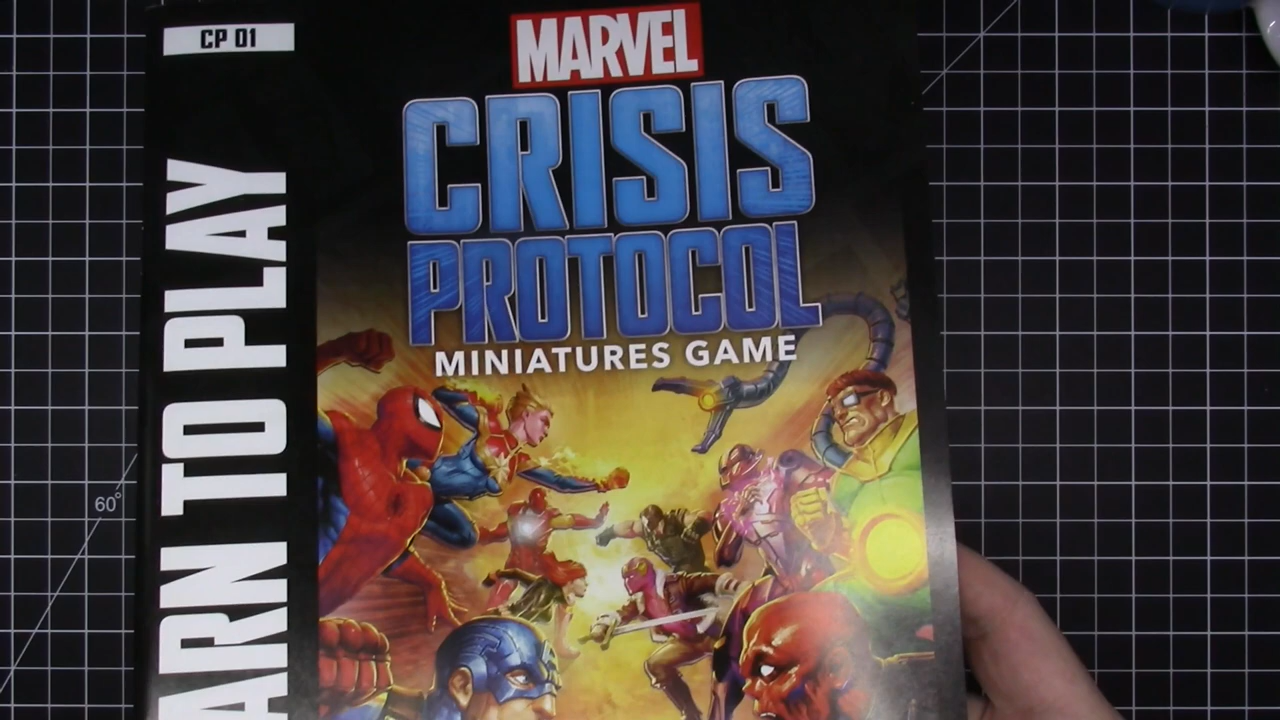 CP 01
ARN TO PLAY
MARVEL
CRISIS
PROTOCOL
MINIATURES GAME
60°